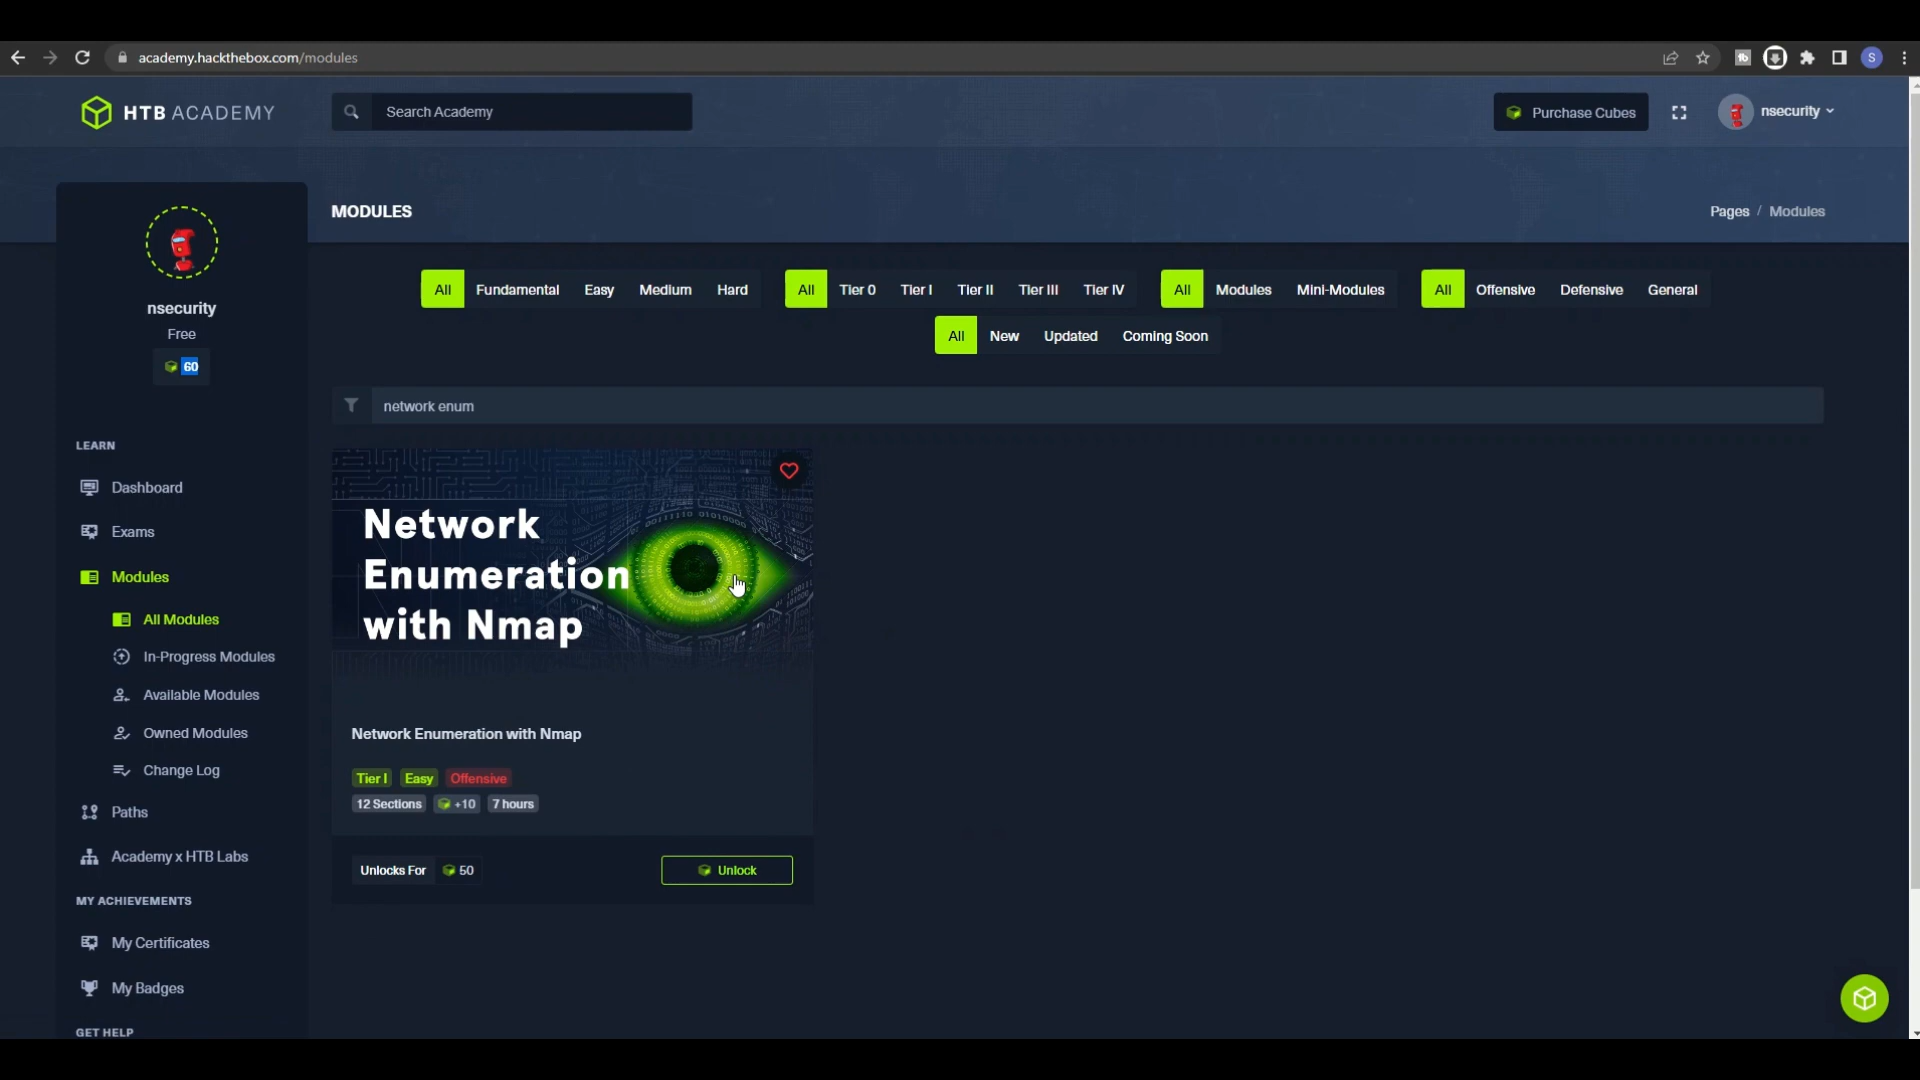 academy.hackthebox.com/modules
S
HTB ACADEMY
Search Academy
Purchase Cubes
nsecurity
MODULES
Pages / Modules
nsecurity
Free
60
All Fundamental Easy Medium Hard
All Tier 0 Tier I Tier II Tier III Tier IV
All Modules Mini-Modules
All Offensive Defensive General
All New Updated Coming Soon
network enum
LEARN
Dashboard
Exams
Modules
All Modules
In-Progress Modules
Available Modules
Owned Modules
Change Log
Paths
Academy x HTB Labs
MY ACHIEVEMENTS
My Certificates
My Badges
GET HELP
Network
Enumeration
with Nmap
Network Enumeration with Nmap
Tier I Easy Offensive
12 Sections +10 7 hours
Unlocks For 50 Unlock